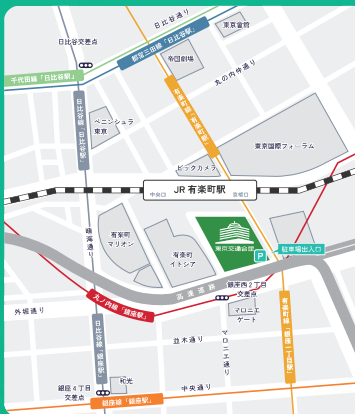 日比谷通り
東京會舘
日比谷交差点
都営三田線「日比谷駅」
帝国劇場
千代田線「日比谷駅」
丸の内仲通り
有楽町線「有楽町駅」
日比谷線「日比谷駅」
ペニンシュラ
東京
東京国際フォーラム
ビックカメラ
中央口
JR 有楽町駅
京橋口
晴海通り
有楽町
マリオン
有楽町
イトシア
東京交通会館
P
駐車場出入口
高速道路
丸ノ内線「銀座駅」
銀座西2丁目
交差点
マロニエ
ゲート
外堀通り
日比谷線「銀座駅」
並木通り
マロニエ通り
有楽町線「銀座一丁目駅」
和光
銀座4丁目
交差点
中央通り
銀座線「銀座駅」